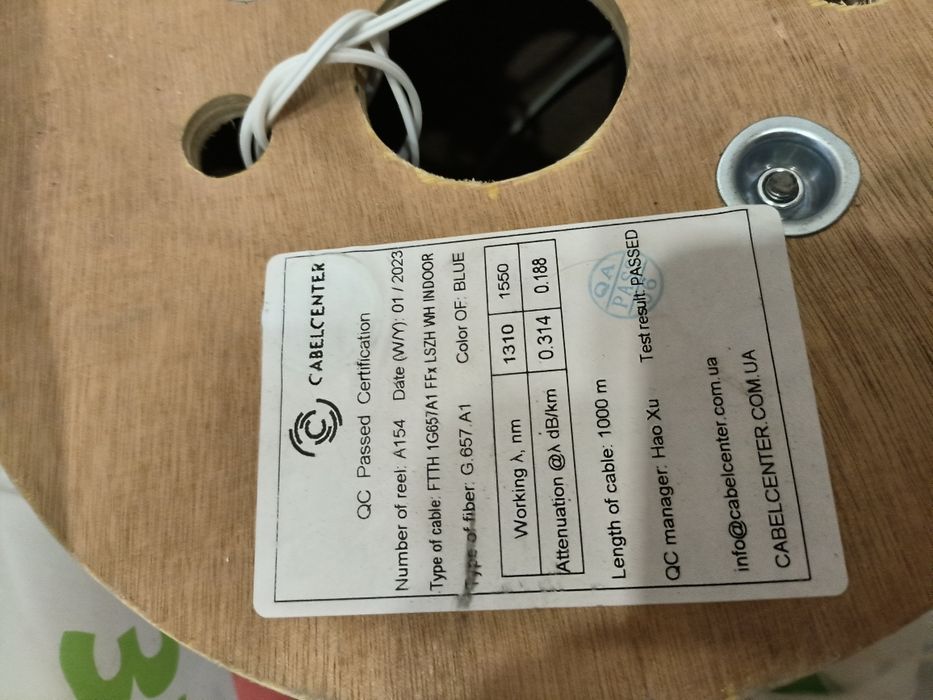 CABELCENTER
QC Passed Certification
Number of reel: A154 Date (W/Y): 01 / 2023
Type of cable: FTTH 1G657A1 FFx LSZH WH INDOOR
Type of fiber: G.657.A1 Color OF: BLUE
Working λ, nm 1310 1550
Attenuation @λ dB/km 0.314 0.188
Length of cable: 1000 m
QC manager: Hao Xu Test result: PASSED
QA
PASS
06
info@cabelcenter.com.ua
CABELCENTER.COM.UA
3